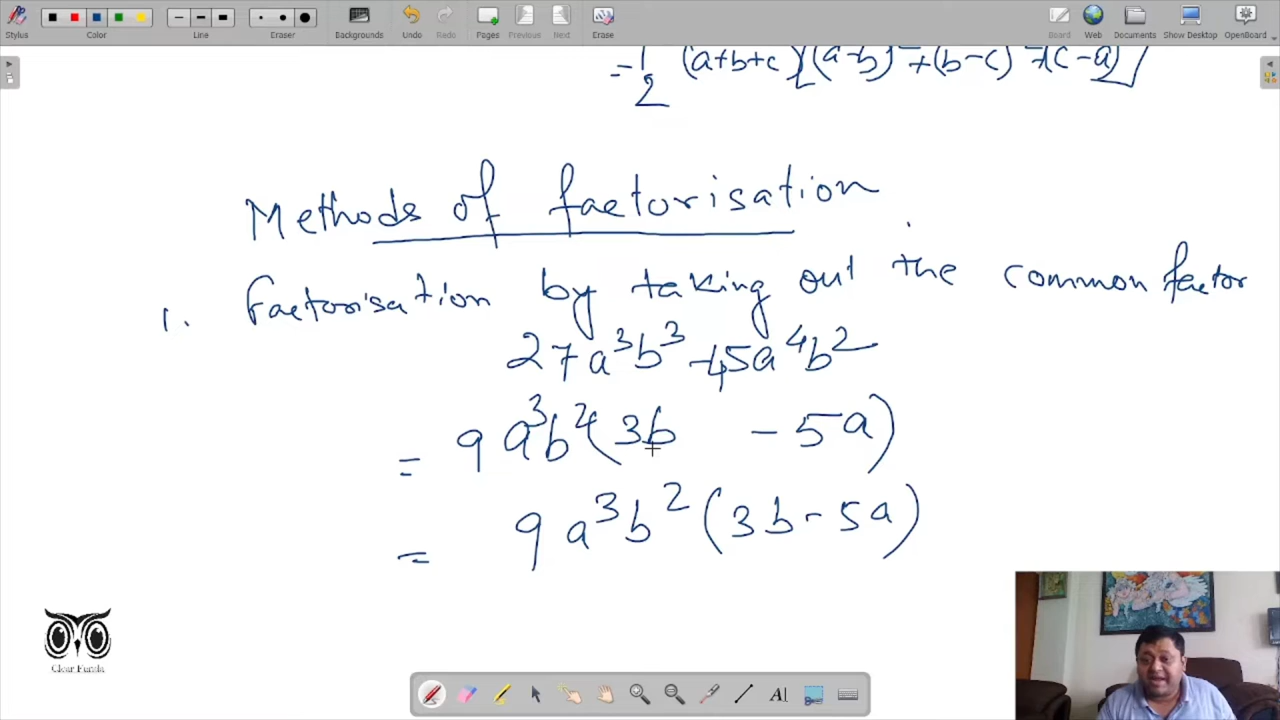 Stylus Color Line Eraser Backgrounds Undo Redo Pages Previous Next Erase Board Web Documents Show Desktop OpenBoard
= 1/2 (a+b+c)[(a-b) + (b-c) + (c-a)]
Methods of factorisation
1. Factorisation by taking out the common factor
27a³b³ - 45a⁴b²
= 9a³b²(3b - 5a)
= 9a³b²(3b - 5a)
Clear Funda